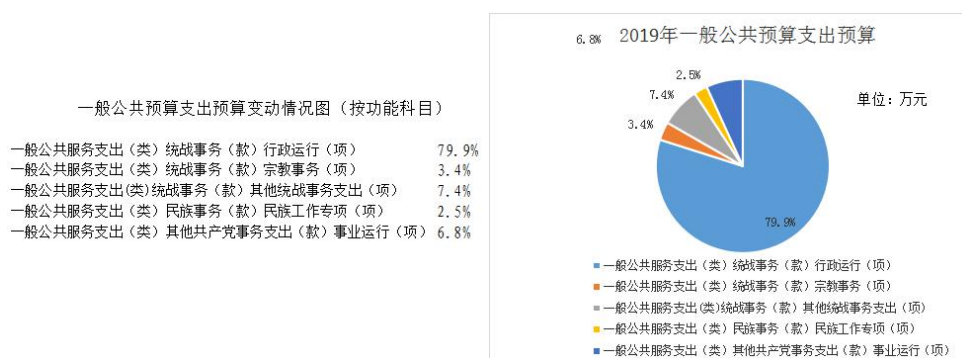 一般公共预算支出预算变动情况图（按功能科目）
一般公共服务支出（类）统战事务（款）行政运行（项） 79.9%
一般公共服务支出（类）统战事务（款）宗教事务（项） 3.4%
一般公共服务支出(类)统战事务（款）其他统战事务支出（项） 7.4%
一般公共服务支出（类）民族事务（款）民族工作专项（项） 2.5%
一般公共服务支出（类）其他共产党事务支出（款）事业运行（项） 6.8%
2019年一般公共预算支出预算
6.8%
单位：万元
2.5%
7.4%
3.4%
79.9%
一般公共服务支出（类）统战事务（款）行政运行（项）
一般公共服务支出（类）统战事务（款）宗教事务（项）
一般公共服务支出(类)统战事务（款）其他统战事务支出（项）
一般公共服务支出（类）民族事务（款）民族工作专项（项）
一般公共服务支出（类）其他共产党事务支出（款）事业运行（项）